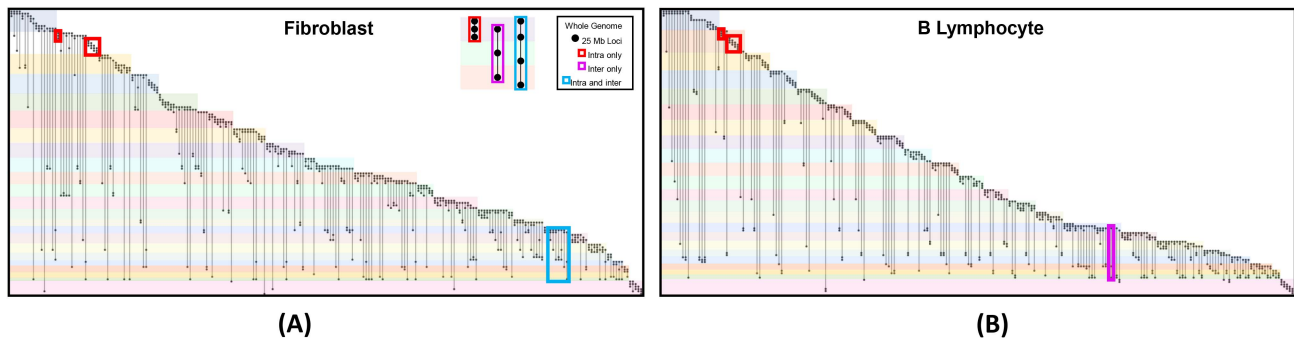 Fibroblast
Whole Genome
25 Mb Loci
Intra only
Inter only
Intra and inter
B Lymphocyte
(A)
(B)